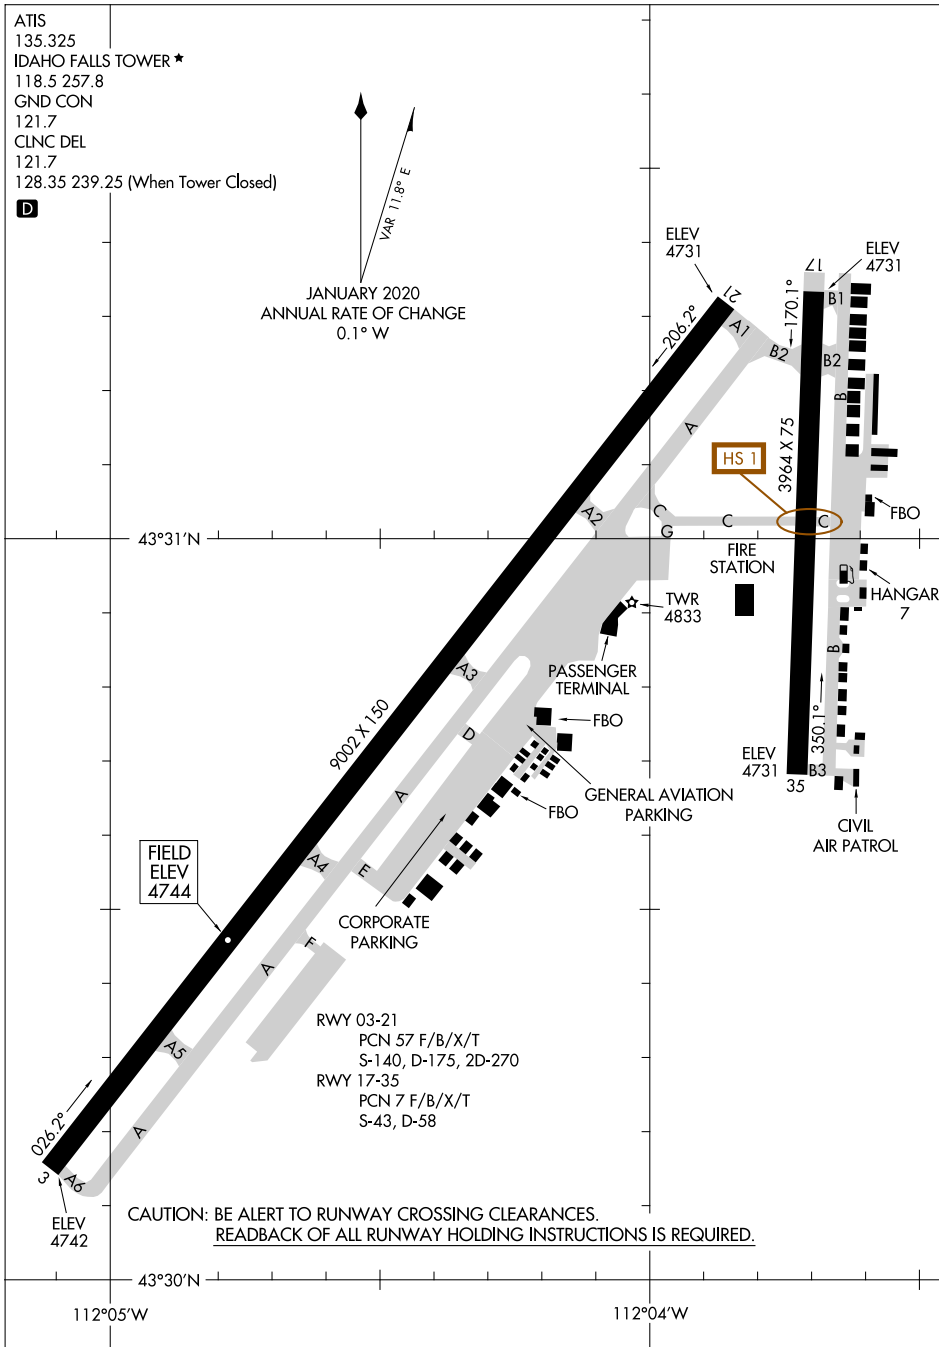 ATIS
135.325
IDAHO FALLS TOWER ★
118.5 257.8
GND CON
121.7
CLNC DEL
121.7
128.35 239.25 (When Tower Closed)
D
VAR 11.8° E
JANUARY 2020
ANNUAL RATE OF CHANGE
0.1° W
ELEV
4731
21
206.2°
A1
17
ELEV
4731
B1
170.1°
B2
B2
B
A
3964 X 75
HS 1
A2
C
C
C
G
FBO
43°31'N
FIRE
STATION
TWR
4833
HANGAR
7
PASSENGER
TERMINAL
A3
B
9002 X 150
D
FBO
350.1°
ELEV
4731
35
B3
A
GENERAL AVIATION
PARKING
FBO
CIVIL
AIR PATROL
FIELD
ELEV
4744
A4
E
CORPORATE
PARKING
F
A
RWY 03-21
PCN 57 F/B/X/T
S-140, D-175, 2D-270
RWY 17-35
PCN 7 F/B/X/T
S-43, D-58
A5
026.2°
A
3
A6
ELEV
4742
CAUTION: BE ALERT TO RUNWAY CROSSING CLEARANCES.
READBACK OF ALL RUNWAY HOLDING INSTRUCTIONS IS REQUIRED.
43°30'N
112°05'W
112°04'W